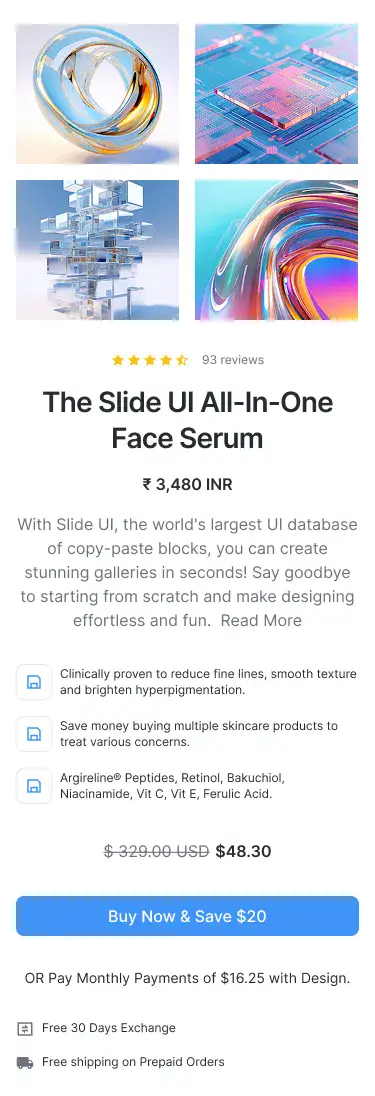 93 reviews
The Slide UI All-In-One
Face Serum
₹ 3,480 INR
With Slide UI, the world's largest UI database
of copy-paste blocks, you can create
stunning galleries in seconds! Say goodbye
to starting from scratch and make designing
effortless and fun.  Read More
Clinically proven to reduce fine lines, smooth texture
and brighten hyperpigmentation.
Save money buying multiple skincare products to
treat various concerns.
Argireline® Peptides, Retinol, Bakuchiol,
Niacinamide, Vit C, Vit E, Ferulic Acid.
$ 329.00 USD $48.30
Buy Now & Save $20
OR Pay Monthly Payments of $16.25 with Design.
Free 30 Days Exchange
Free shipping on Prepaid Orders